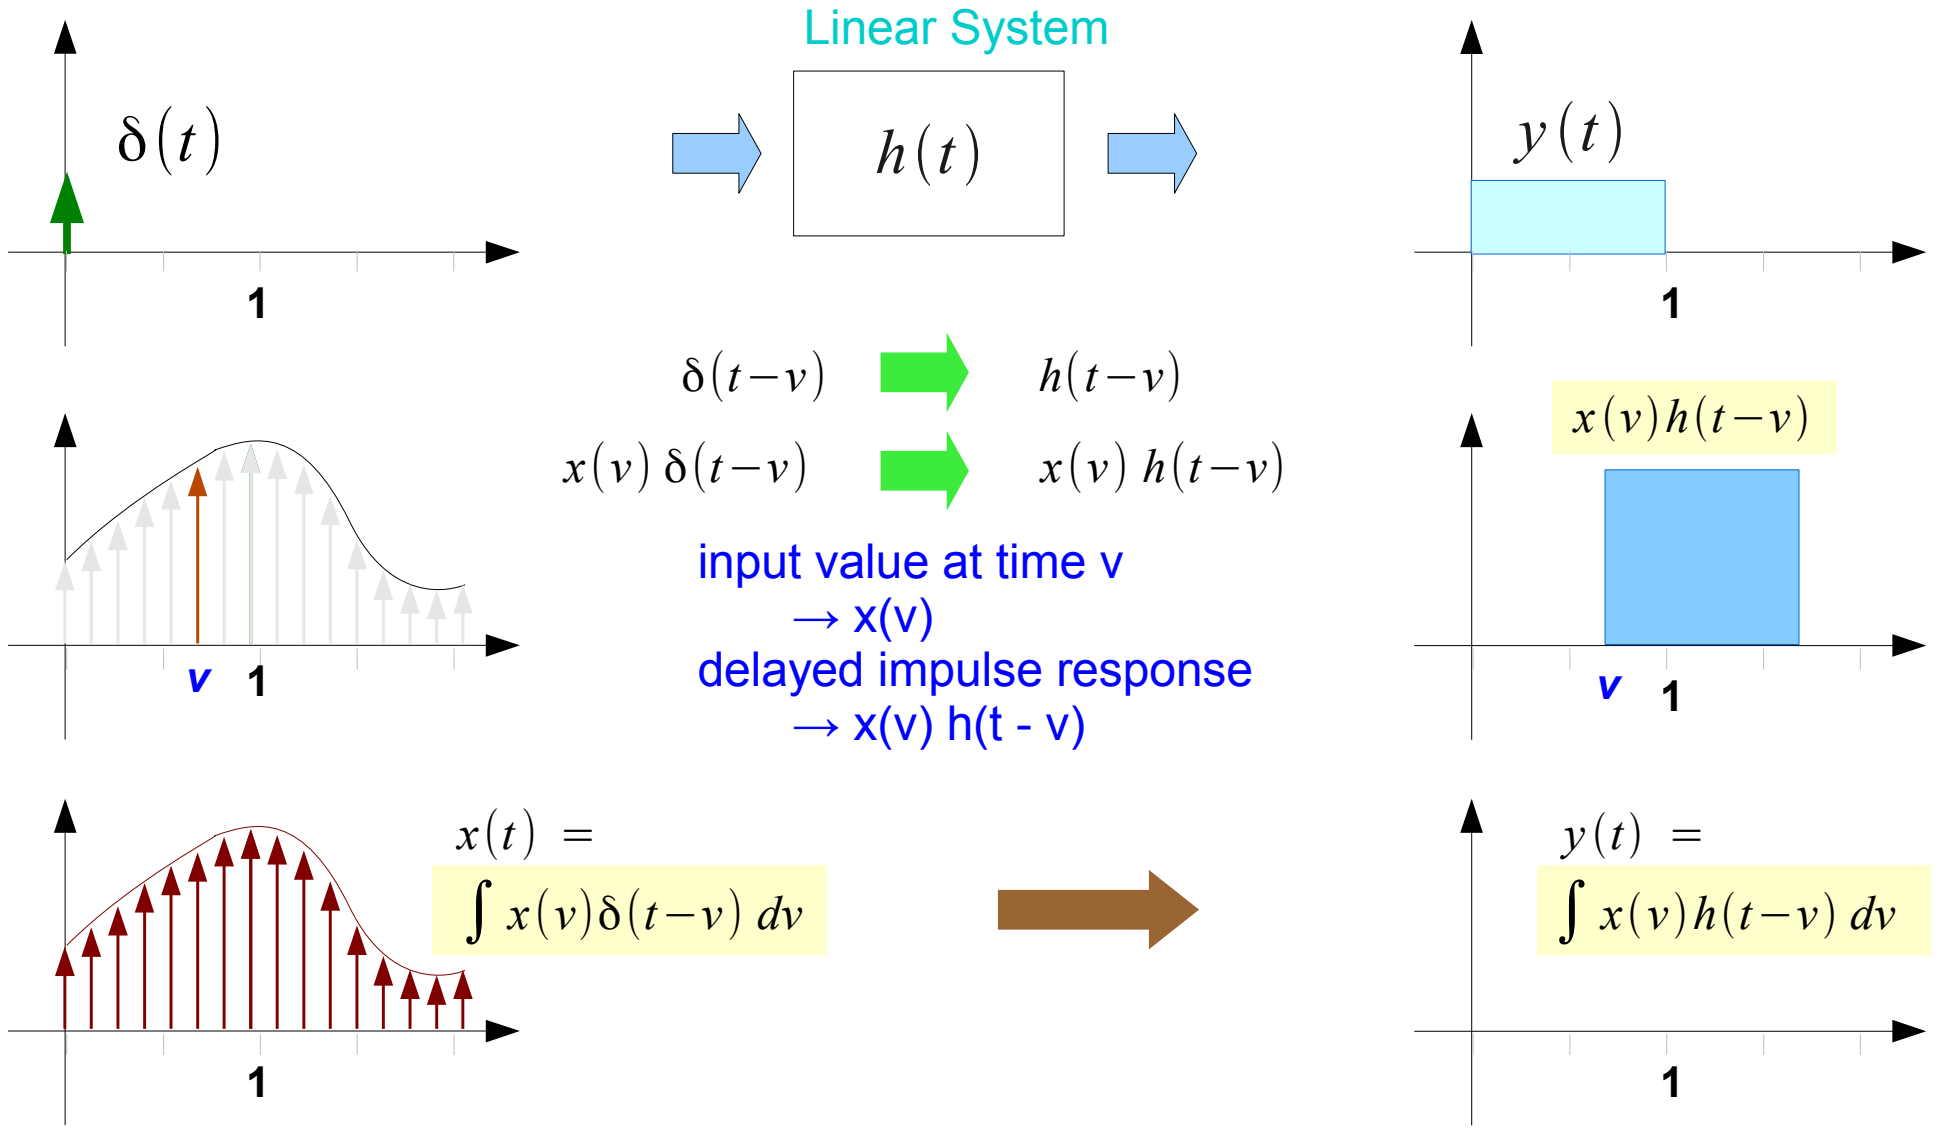 Linear System
δ(t)
h(t)
y(t)
1
1
δ(t−v)
h(t−v)
x(v)h(t−v)
x(v) δ(t−v)
x(v) h(t−v)
input value at time v
→ x(v)
delayed impulse response
→ x(v) h(t - v)
v 1
v 1
x(t) =
∫ x(v)δ(t−v) dv
y(t) =
∫ x(v)h(t−v) dv
1
1